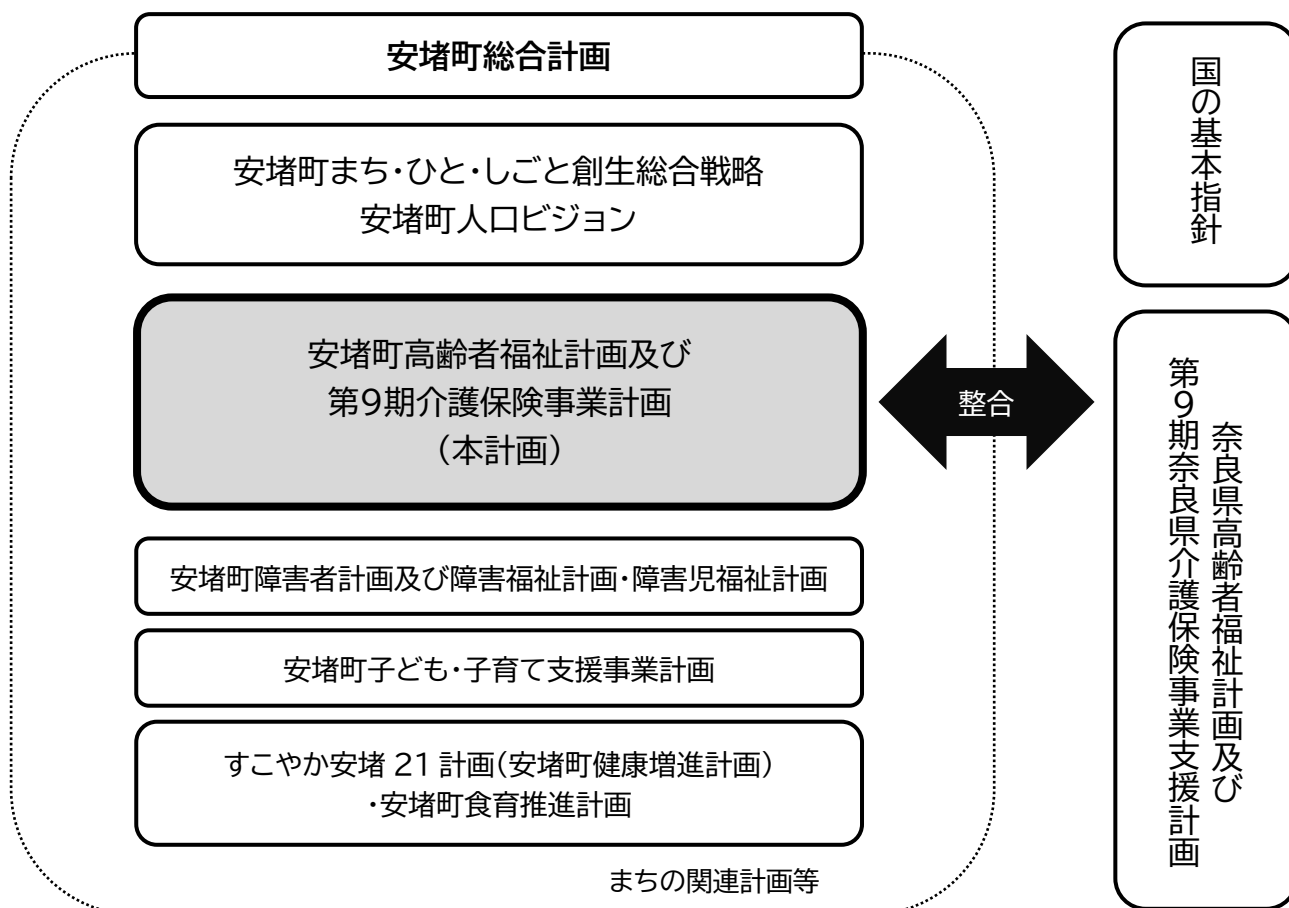 安堵町総合計画
安堵町まち・ひと・しごと創生総合戦略
安堵町人口ビジョン
安堵町高齢者福祉計画及び
第9期介護保険事業計画
（本計画）
整合
安堵町障害者計画及び障害福祉計画・障害児福祉計画
安堵町子ども・子育て支援事業計画
すこやか安堵 21 計画（安堵町健康増進計画）
・安堵町食育推進計画
まちの関連計画等
国の基本指針
奈良県高齢者福祉計画及び
第9期奈良県介護保険事業支援計画